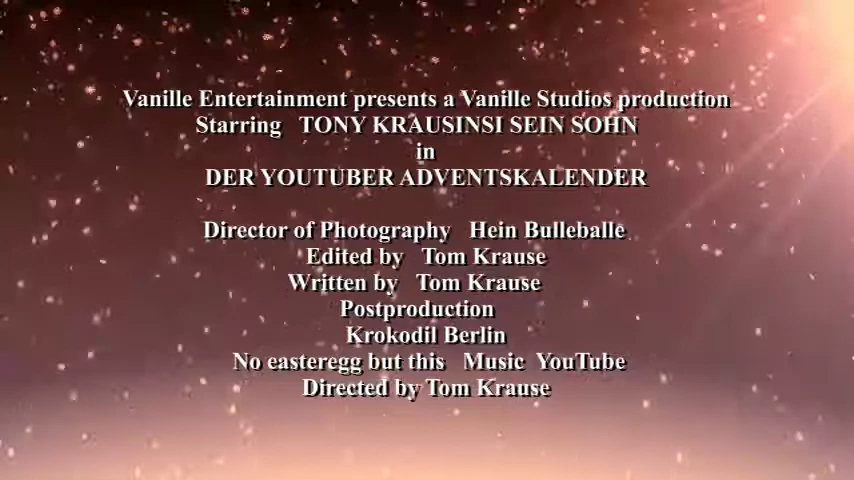 Vanille Entertainment presents a Vanille Studios production
Starring TONY KRAUSINSI SEIN SOHN
in
DER YOUTUBER ADVENTSKALENDER
Director of Photography Hein Bulleballe
Edited by Tom Krause
Written by Tom Krause
Postproduction
Krokodil Berlin
No easteregg but this Music YouTube
Directed by Tom Krause